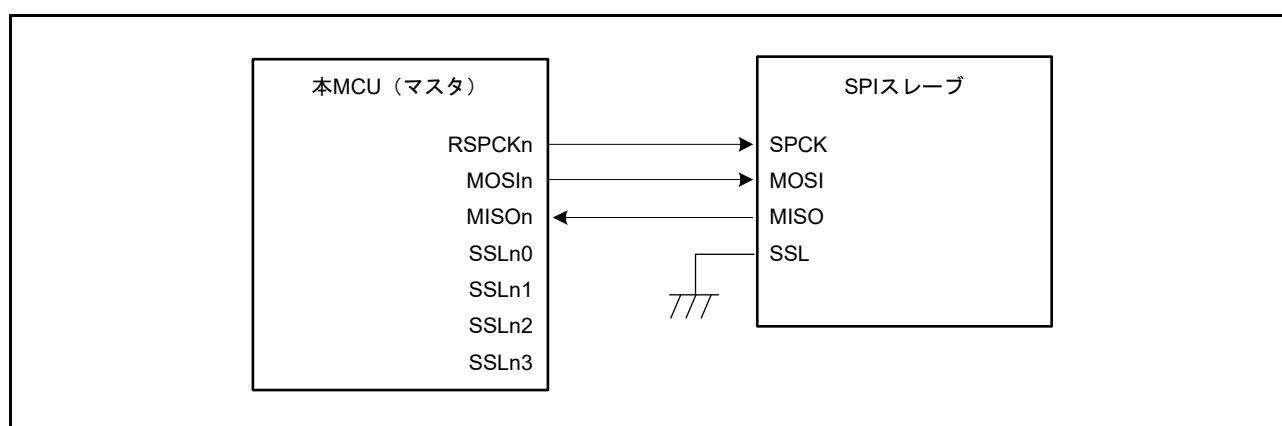 本MCU（マスタ）
RSPCKn
MOSIn
MISOn
SSLn0
SSLn1
SSLn2
SSLn3
SPIスレーブ
SPCK
MOSI
MISO
SSL